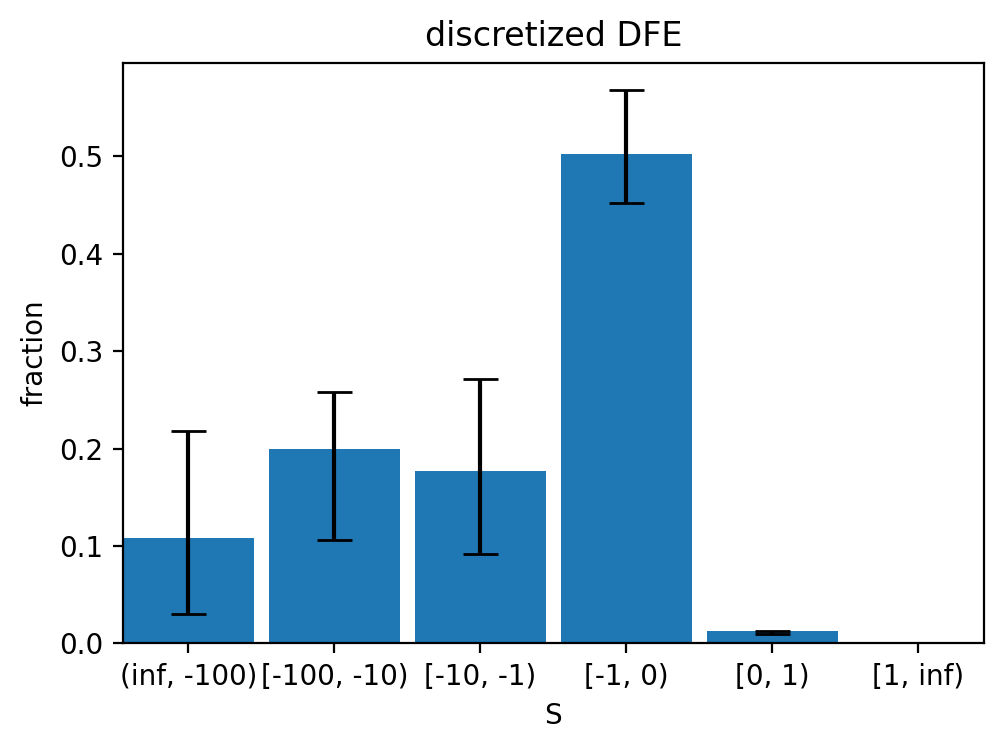 discretized DFE
fraction
0.5
0.4
0.3
0.2
0.1
0.0
(inf, -100) [-100, -10) [-10, -1) [-1, 0) [0, 1) [1, inf)
S